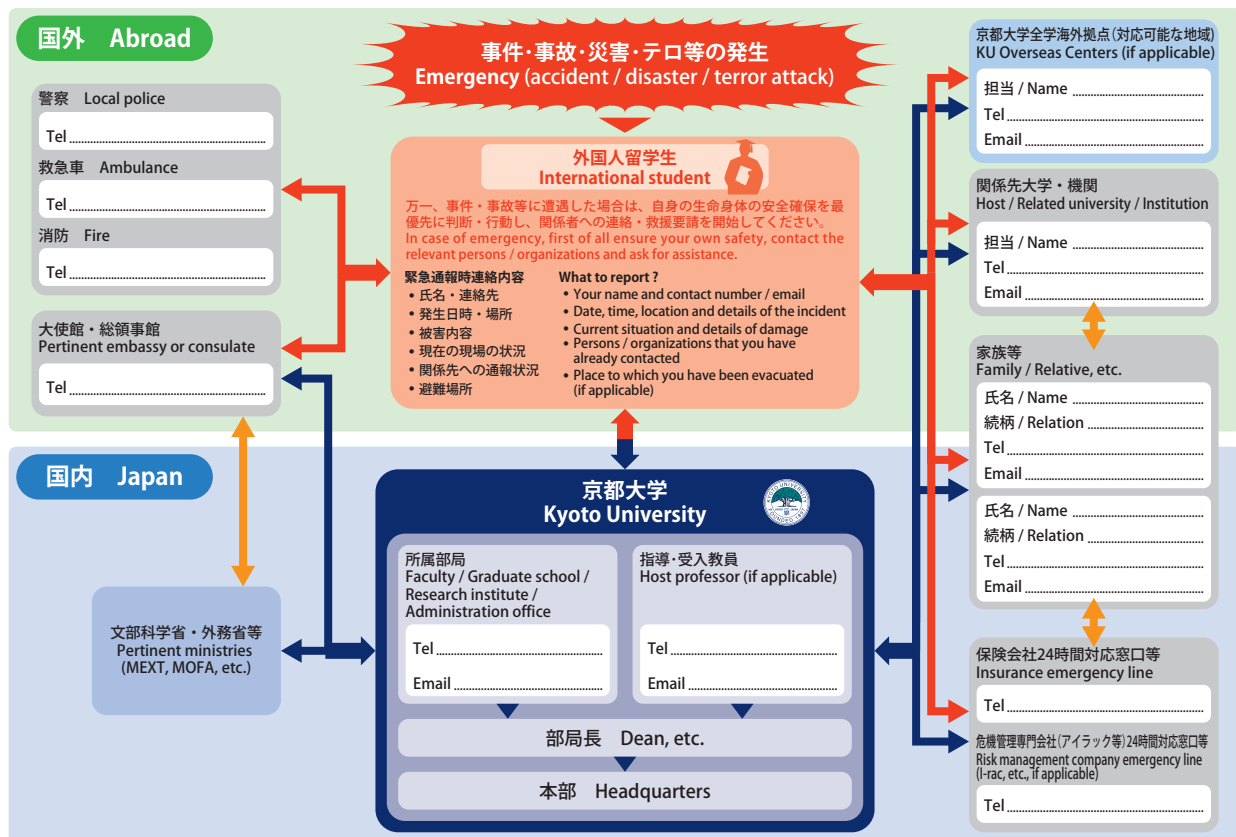 国外 Abroad
事件・事故・災害・テロ等の発生
Emergency (accident / disaster / terror attack)
警察 Local police
Tel
救急車 Ambulance
Tel
消防 Fire
Tel
大使館・総領事館
Pertinent embassy or consulate
Tel
外国人留学生
International student
万一、事件・事故等に遭遇した場合は、自身の生命身体の安全確保を最
優先に判断・行動し、関係者への連絡・救援要請を開始してください。
In case of emergency, first of all ensure your own safety, contact the
relevant persons / organizations and ask for assistance.
緊急通報時連絡内容
• 氏名・連絡先
• 発生日時・場所
• 被害内容
• 現在の現場の状況
• 関係先への通報状況
• 避難場所
What to report ?
• Your name and contact number / email
• Date, time, location and details of the incident
• Current situation and details of damage
• Persons / organizations that you have
already contacted
• Place to which you have been evacuated
(if applicable)
京都大学全学海外拠点（対応可能な地域）
KU Overseas Centers (if applicable)
担当 / Name
Tel
Email
関係先大学・機関
Host / Related university / Institution
担当 / Name
Tel
Email
家族等
Family / Relative, etc.
氏名 / Name
続柄 / Relation
Tel
Email
氏名 / Name
続柄 / Relation
Tel
Email
保険会社24時間対応窓口等
Insurance emergency line
Tel
危機管理専門会社（アイラック等）24時間対応窓口等
Risk management company emergency line
(I-rac, etc., if applicable)
Tel
国内 Japan
文部科学省・外務省等
Pertinent ministries
(MEXT, MOFA, etc.)
京都大学
Kyoto University
所属部局
Faculty / Graduate school /
Research institute /
Administration office
Tel
Email
指導・受入教員
Host professor (if applicable)
Tel
Email
部局長 Dean, etc.
本部 Headquarters